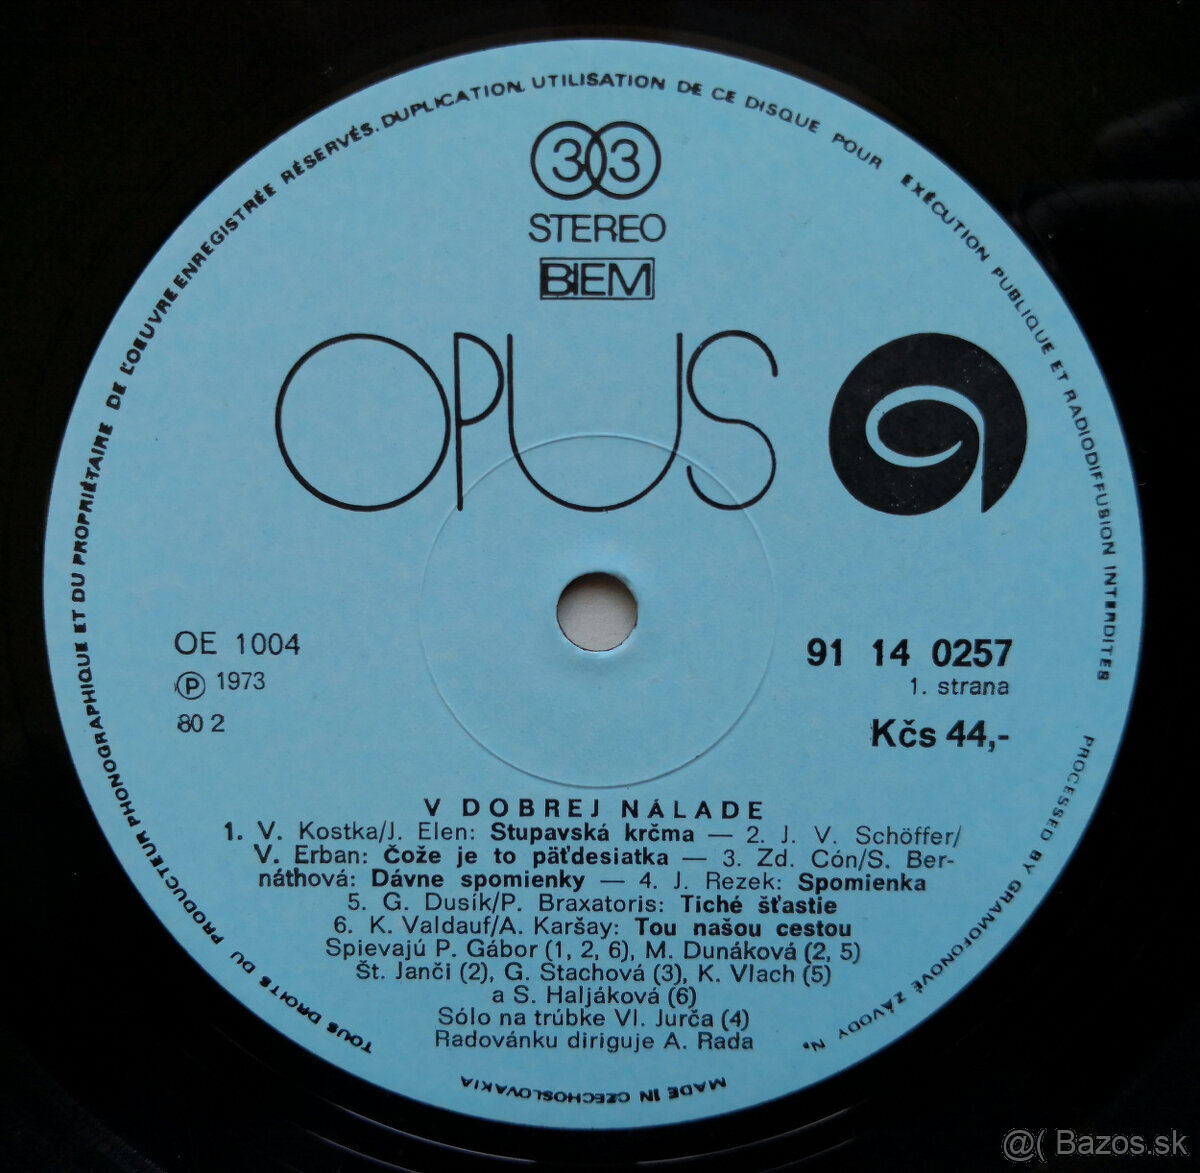 TOUS DROITS DU PRODUCTEUR PHONOGRAPHIQUE ET DU PROPRIÉTAIRE DE L'OEUVRE ENREGISTRÉE RÉSERVÉS. DUPLICATION. UTILISATION DE CE DISQUE POUR EXÉCUTION PUBLIQUE ET RADIODIFFUSION INTERDITES
33
STEREO
BIEM
OPUS
OE 1004
℗ 1973
80 2
91 14 0257
1. strana
Kčs 44,-
V DOBREJ NÁLADE
1. V. Kostka/J. Elen: Stupavská krčma — 2. J. V. Schöffer/
V. Erban: Čože je to päťdesiatka — 3. Zd. Cón/S. Ber-
náthová: Dávne spomienky — 4. J. Rezek: Spomienka
5. G. Dusík/P. Braxatoris: Tiché šťastie
6. K. Valdauf/A. Karšay: Tou našou cestou
Spievajú P. Gábor (1, 2, 6), M. Dunáková (2, 5)
Št. Janči (2), G. Stachová (3), K. Vlach (5)
a S. Haljáková (6)
Sólo na trúbke Vl. Jurča (4)
Radovánku diriguje A. Rada
PROCESSED BY GRAMOFONOVÉ ZÁVODY N.
MADE IN CZECHOSLOVAKIA
@( Bazos.sk